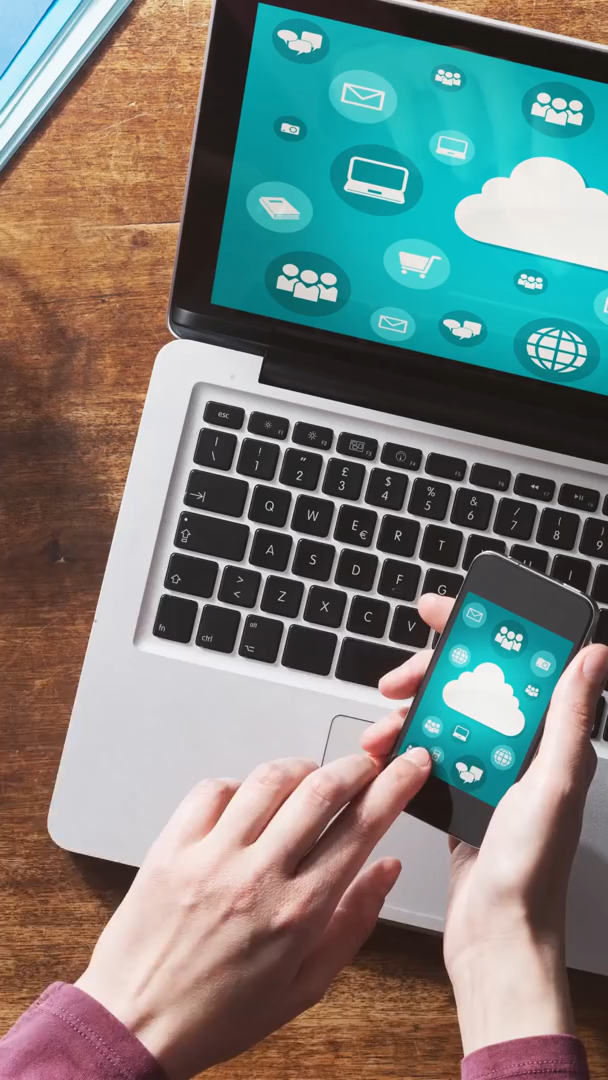 esc F1 F2 F3 F4 F5 F6 F7 F8
| \ ! 1 " 2 £ 3 $ 4 % 5 & 6 / 7 ( 8 ) 9
Q W E € R T
A S D F G
> < Z X C V
fn ctrl alt